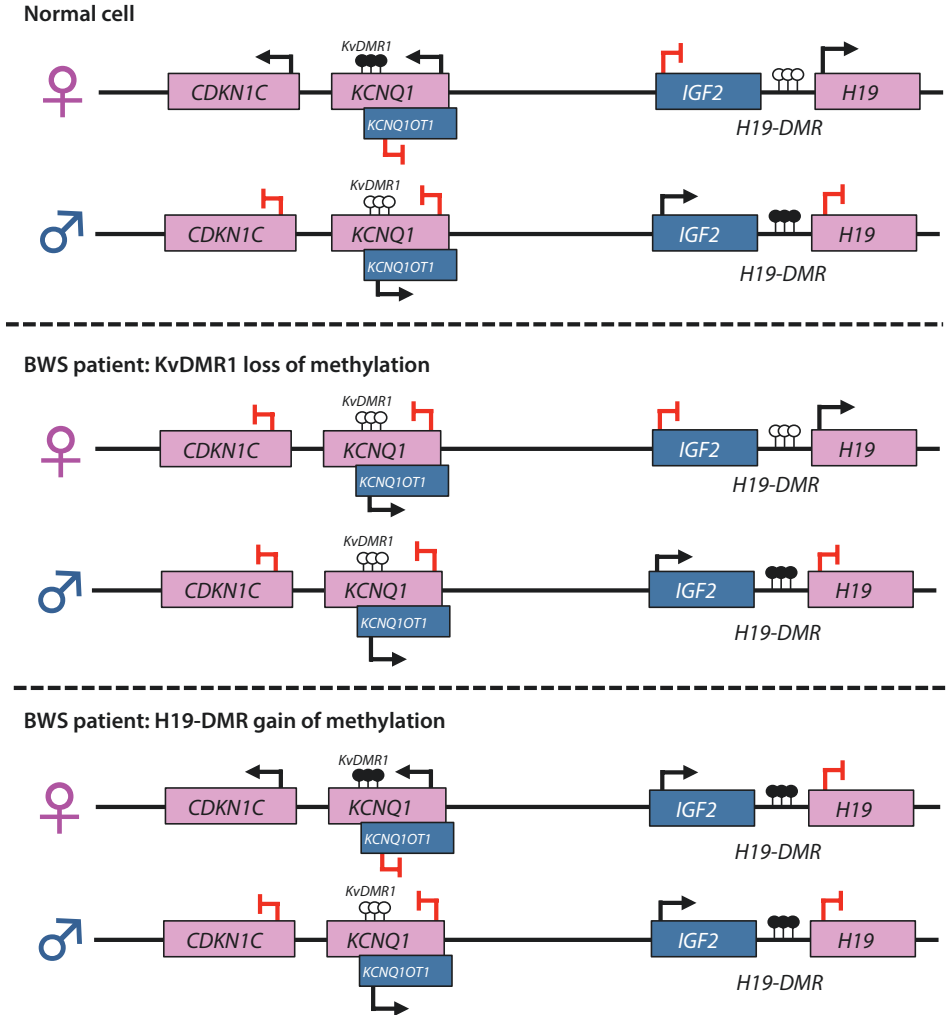 Normal cell
KvDMR1
CDKN1C KCNQ1 IGF2 H19
KCNQ1OT1
H19-DMR
KvDMR1
CDKN1C KCNQ1 IGF2 H19
KCNQ1OT1
H19-DMR
BWS patient: KvDMR1 loss of methylation
KvDMR1
CDKN1C KCNQ1 IGF2 H19
KCNQ1OT1
H19-DMR
KvDMR1
CDKN1C KCNQ1 IGF2 H19
KCNQ1OT1
H19-DMR
BWS patient: H19-DMR gain of methylation
KvDMR1
CDKN1C KCNQ1 IGF2 H19
KCNQ1OT1
H19-DMR
KvDMR1
CDKN1C KCNQ1 IGF2 H19
KCNQ1OT1
H19-DMR